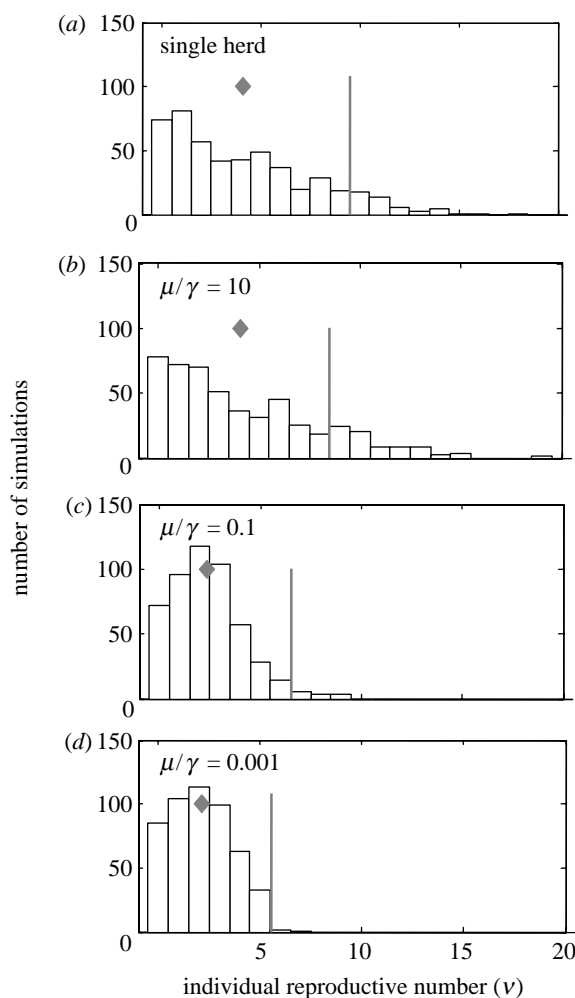 (a)
150
100
50
0
single herd
(b)
150
100
50
0
μ/γ = 10
(c)
150
100
50
0
μ/γ = 0.1
(d)
150
100
50
0
μ/γ = 0.001
5 10 15 20
number of simulations
individual reproductive number (ν)